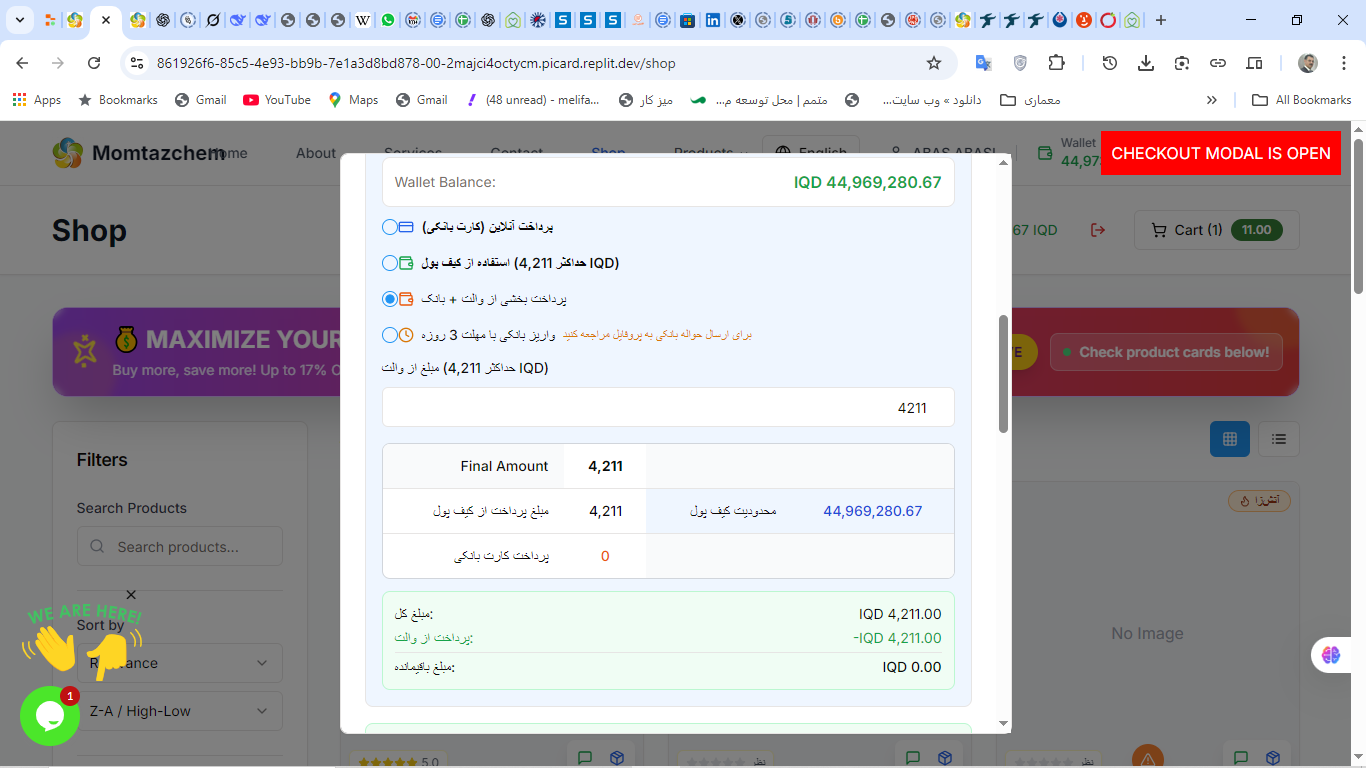 861926f6-85c5-4e93-bb9b-7e1a3d8bd878-00-2majci4octycm.picard.replit.dev/shop
Apps
Bookmarks
Gmail
YouTube
Maps
Gmail
(48 unread) - melifa...
میز کار
متمم | محل توسعه م...
دانلود » وب سایت...
معماری
All Bookmarks
Momtazchem
Home
About
Services
Contact
Shop
Products
English
ABAS ABASI
Wallet
44,973
CHECKOUT MODAL IS OPEN
Shop
67 IQD
Cart (1)
11.00
MAXIMIZE YOUR
Buy more, save more! Up to 17% O
Check product cards below!
Filters
Search Products
Search products...
Sort by
WE ARE HERE!
Z-A / High-Low
1
Wallet Balance:
IQD 44,969,280.67
پرداخت آنلاین (کارت بانکی)
استفاده از کیف پول (حداکثر 4,211 IQD)
پرداخت بخشی از والت + بانک
واریز بانکی با مهلت 3 روزه
برای ارسال حواله بانکی به پروفایل مراجعه کنید
مبلغ از والت (حداکثر 4,211 IQD)
4211
Final Amount
4,211
مبلغ پرداخت از کیف پول
4,211
محدودیت کیف پول
44,969,280.67
پرداخت کارت بانکی
0
مبلغ کل:
IQD 4,211.00
پرداخت از والت:
-IQD 4,211.00
مبلغ باقیمانده:
IQD 0.00
آتش‌زا
No Image
5.0
نظر
نظر